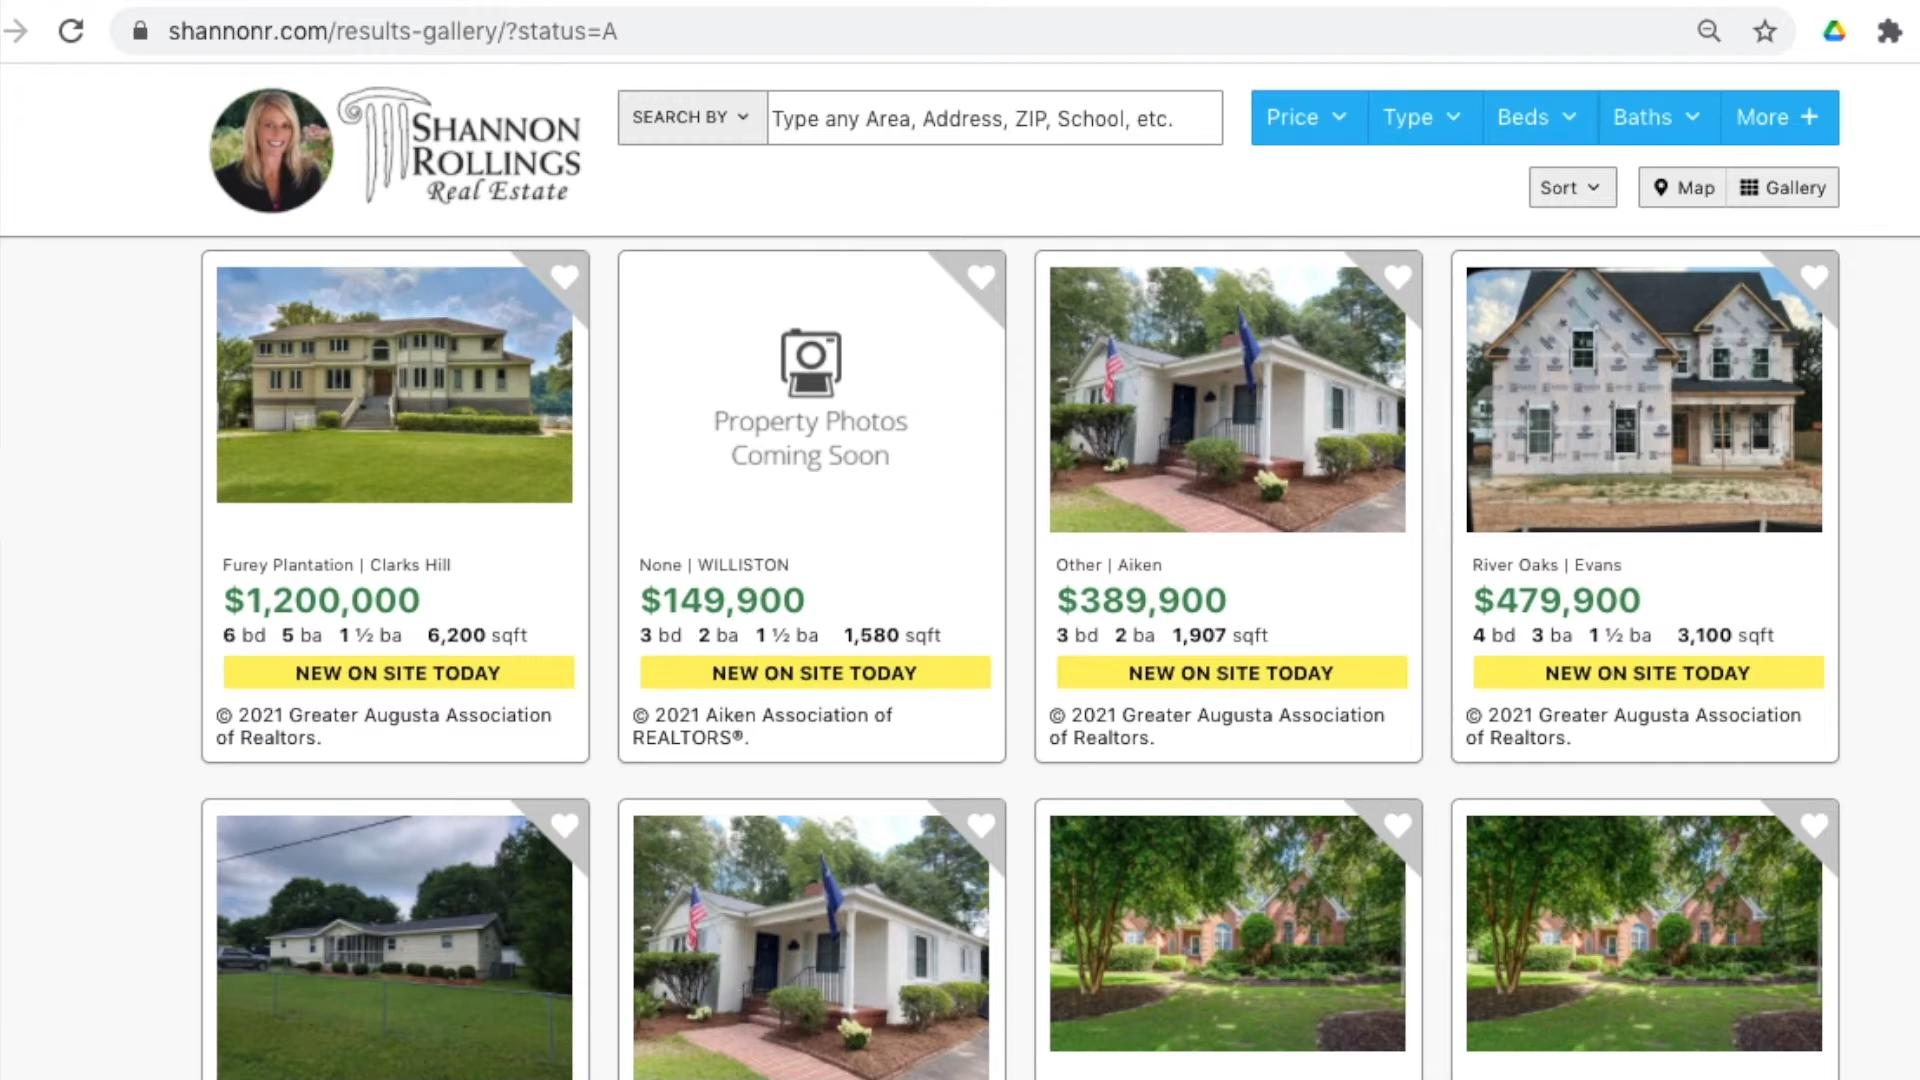 shannonr.com/results-gallery/?status=A
SHANNON
ROLLINGS
Real Estate
SEARCH BY
Type any Area, Address, ZIP, School, etc.
Price
Type
Beds
Baths
More +
Sort
Map
Gallery
Property Photos
Coming Soon
Furey Plantation | Clarks Hill
$1,200,000
6 bd 5 ba 1 ½ ba 6,200 sqft
NEW ON SITE TODAY
© 2021 Greater Augusta Association
of Realtors.
None | WILLISTON
$149,900
3 bd 2 ba 1 ½ ba 1,580 sqft
NEW ON SITE TODAY
© 2021 Aiken Association of
REALTORS®.
Other | Aiken
$389,900
3 bd 2 ba 1,907 sqft
NEW ON SITE TODAY
© 2021 Greater Augusta Association
of Realtors.
River Oaks | Evans
$479,900
4 bd 3 ba 1 ½ ba 3,100 sqft
NEW ON SITE TODAY
© 2021 Greater Augusta Association
of Realtors.